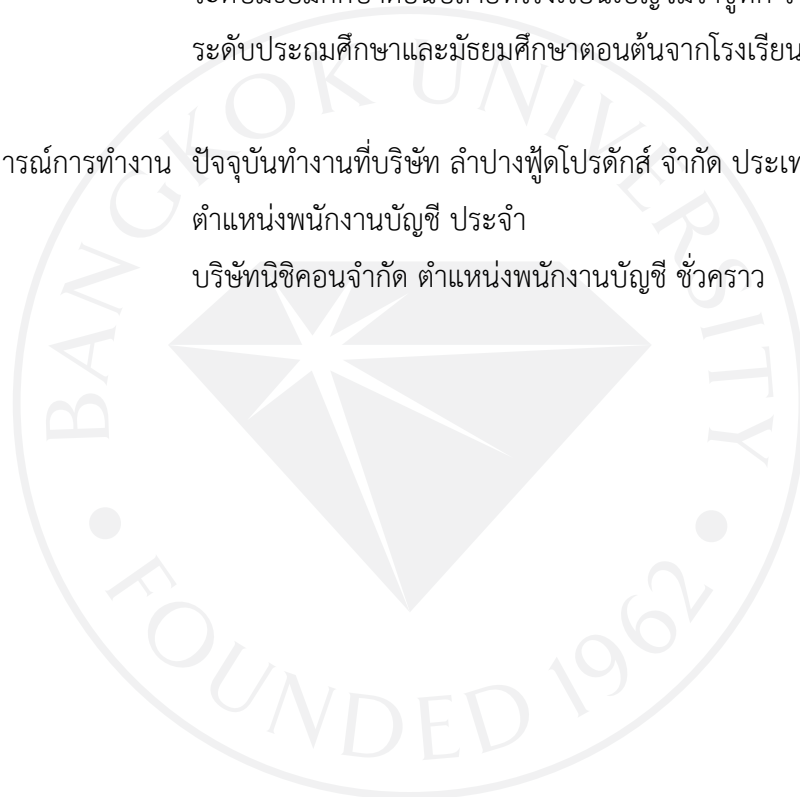 ระดับประถมศึกษาและมัธยมศึกษาตอนต้นจากโรงเรียน
ารณ์การทำงาน ปัจจุบันทำงานที่บริษัท ลำปางฟู้ดโปรดักส์ จำกัด ประเท
ตำแหน่งพนักงานบัญชี ประจำ
บริษัทนิชิคอนจำกัด ตำแหน่งพนักงานบัญชี ชั่วคราว
BANGKOK UNIVERSITY
FOUNDED 1962